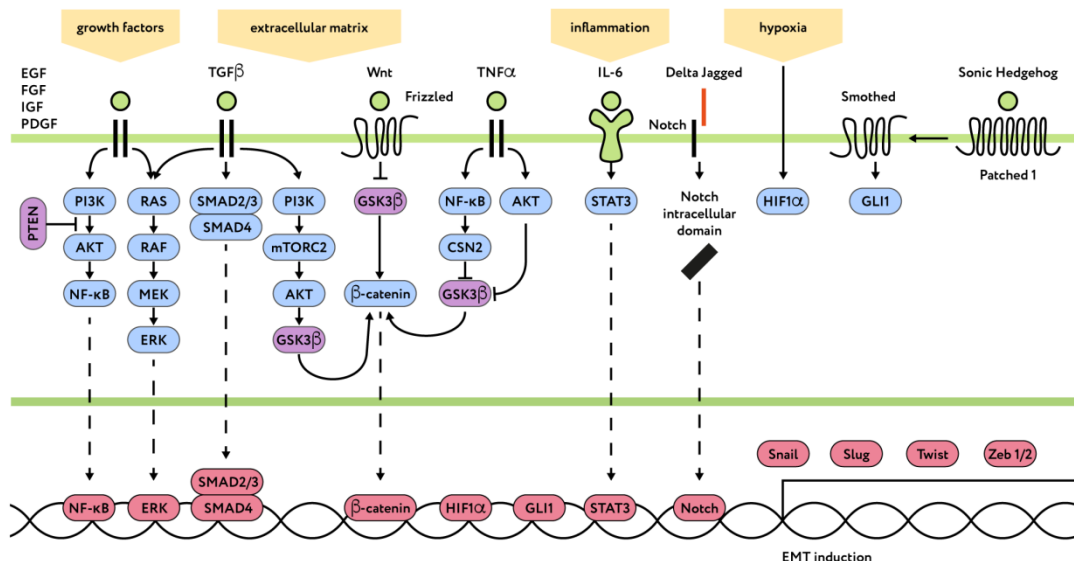 growth factors
extracellular matrix
inflammation
hypoxia
EGF
FGF
IGF
PDGF
TGFβ
Wnt
Frizzled
TNFα
IL-6
Delta Jagged
Notch
Smothed
Sonic Hedgehog
Patched 1
PTEN
PI3K
RAS
SMAD2/3
SMAD4
PI3K
GSK3β
NF-κB
AKT
STAT3
Notch
intracellular
domain
HIF1α
GLI1
AKT
RAF
mTORC2
CSN2
NF-κB
MEK
AKT
β-catenin
GSK3β
ERK
GSK3β
Snail
Slug
Twist
Zeb 1/2
SMAD2/3
NF-κB
ERK
SMAD4
β-catenin
HIF1α
GLI1
STAT3
Notch
EMT induction